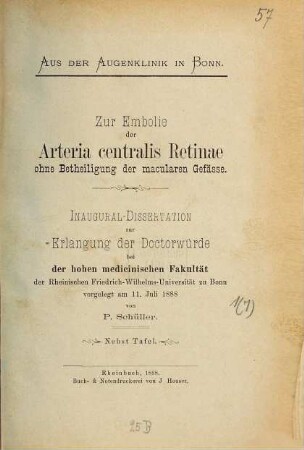 57
Aus der Augenklinik in Bonn.
Zur Embolie
der
Arteria centralis Retinae
ohne Betheiligung der macularen Gefässe.
Inaugural-Dissertation
zur
Erlangung der Doctorwürde
bei
der hohen medicinischen Fakultät
der Rheinischen Friedrich-Wilhelms-Universität zu Bonn
vorgelegt am 11. Juli 1888
von
P. Schüller.
Nebst Tafel.
Rheinbach, 1888.
Buch- & Notendruckerei von J Heuser.